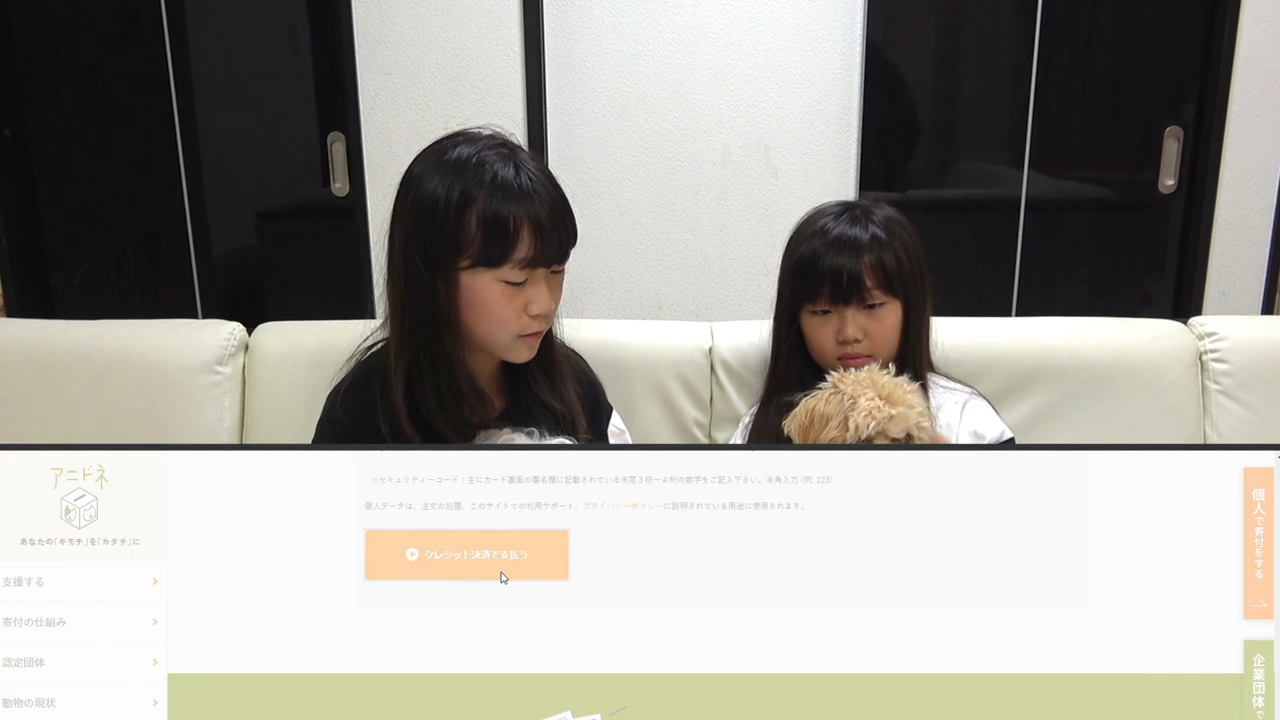 アニドネ
あなたの「キモチ」を「カタチ」に
支援する
寄付の仕組み
認定団体
動物の現状
※セキュリティーコード：主にカード裏面の署名欄に記載されている末尾３桁～４桁の数字をご記入下さい。半角入力 (例: 123)
個人データは、注文の処理、このサイトでの利用サポート、プライバシーポリシーに説明されている用途に使用されます。
クレジット決済で支払う
個人で寄付をする
企業団体で